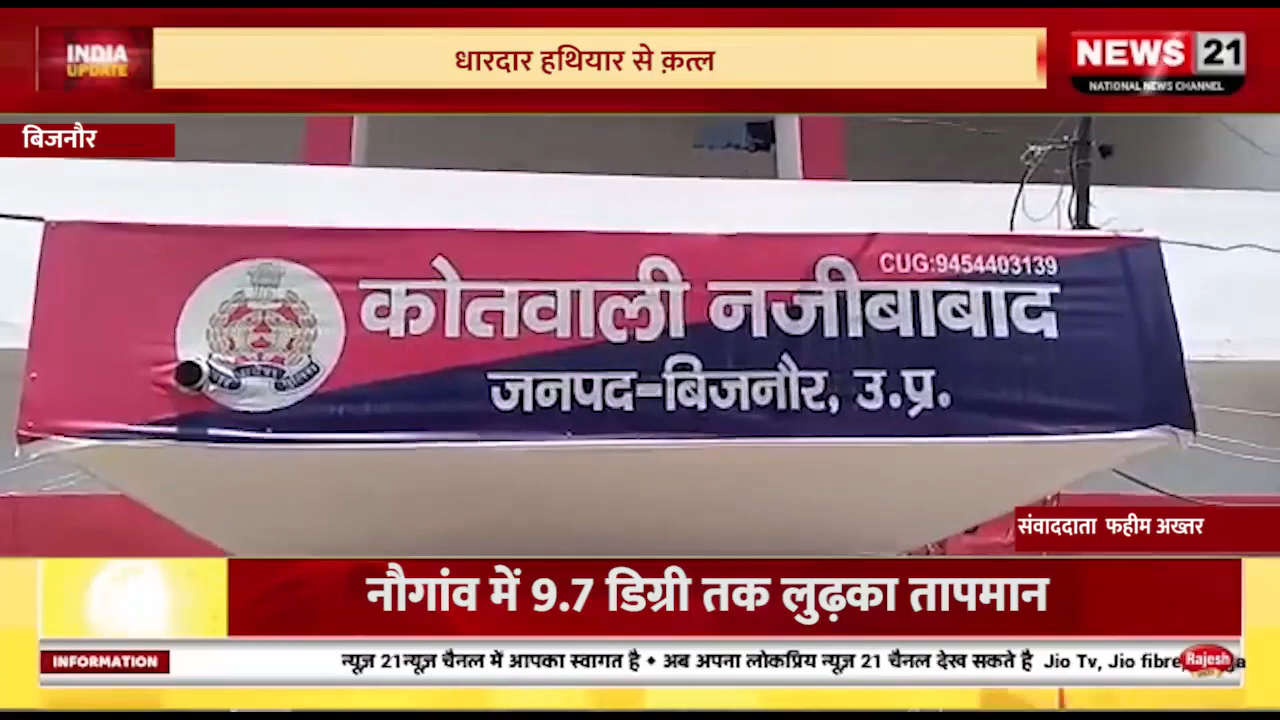 INDIA
UPDATE
धारदार हथियार से क़त्ल
NEWS 21
NATIONAL NEWS CHANNEL
बिजनौर
CUG:9454403139
कोतवाली नजीबाबाद
जनपद-बिजनौर, उ.प्र.
संवाददाता फहीम अख्तर
नौगांव में 9.7 डिग्री तक लुढ़का तापमान
INFORMATION
न्यूज़ 21न्यूज़ चैनल में आपका स्वागत है • अब अपना लोकप्रिय न्यूज़ 21 चैनल देख सकते है Jio Tv, Jio fibre,
Rajesh